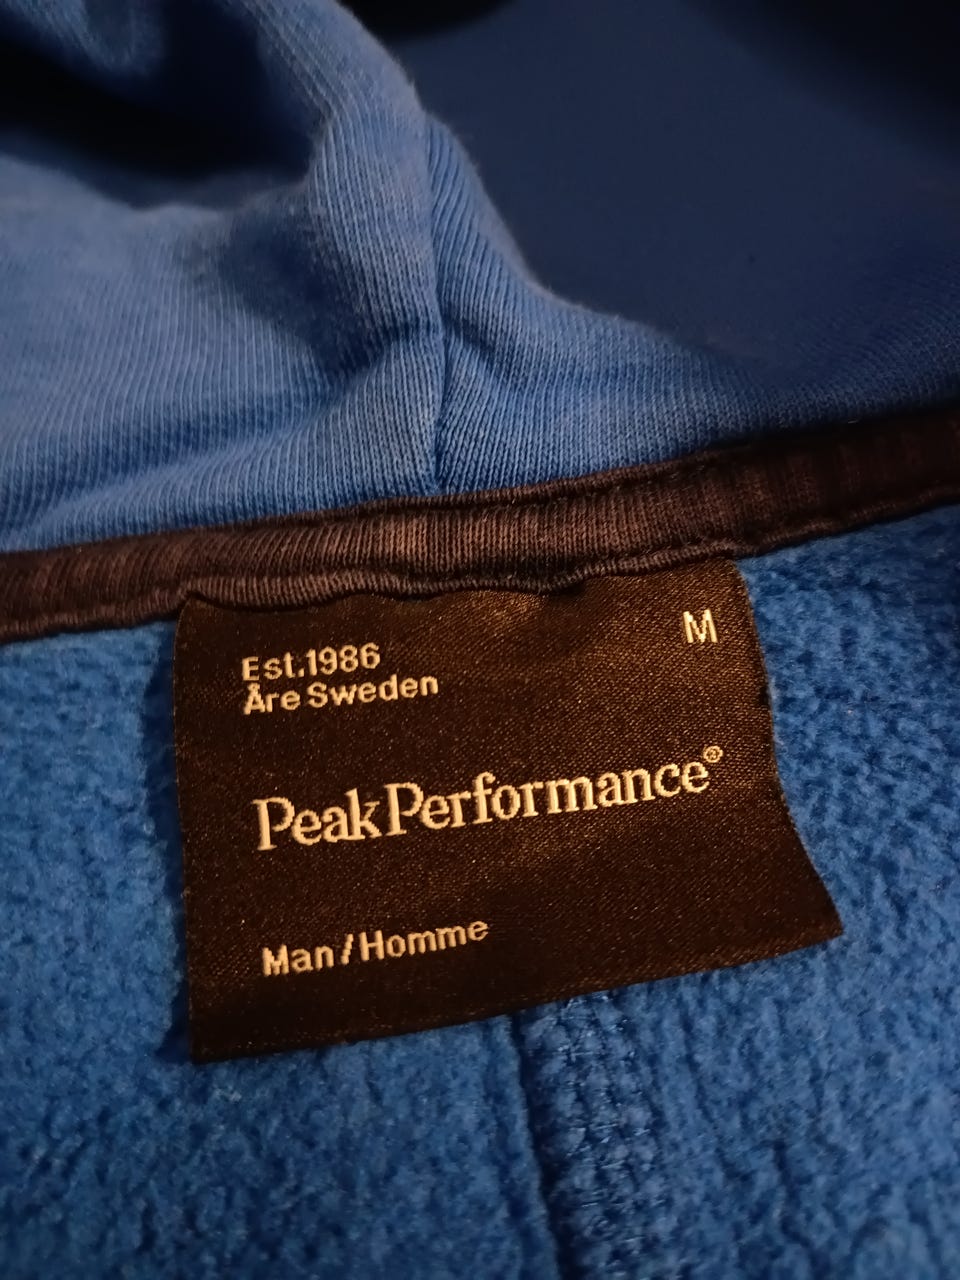 M
Est.1986
Åre Sweden
PeakPerformance®
Man/Homme